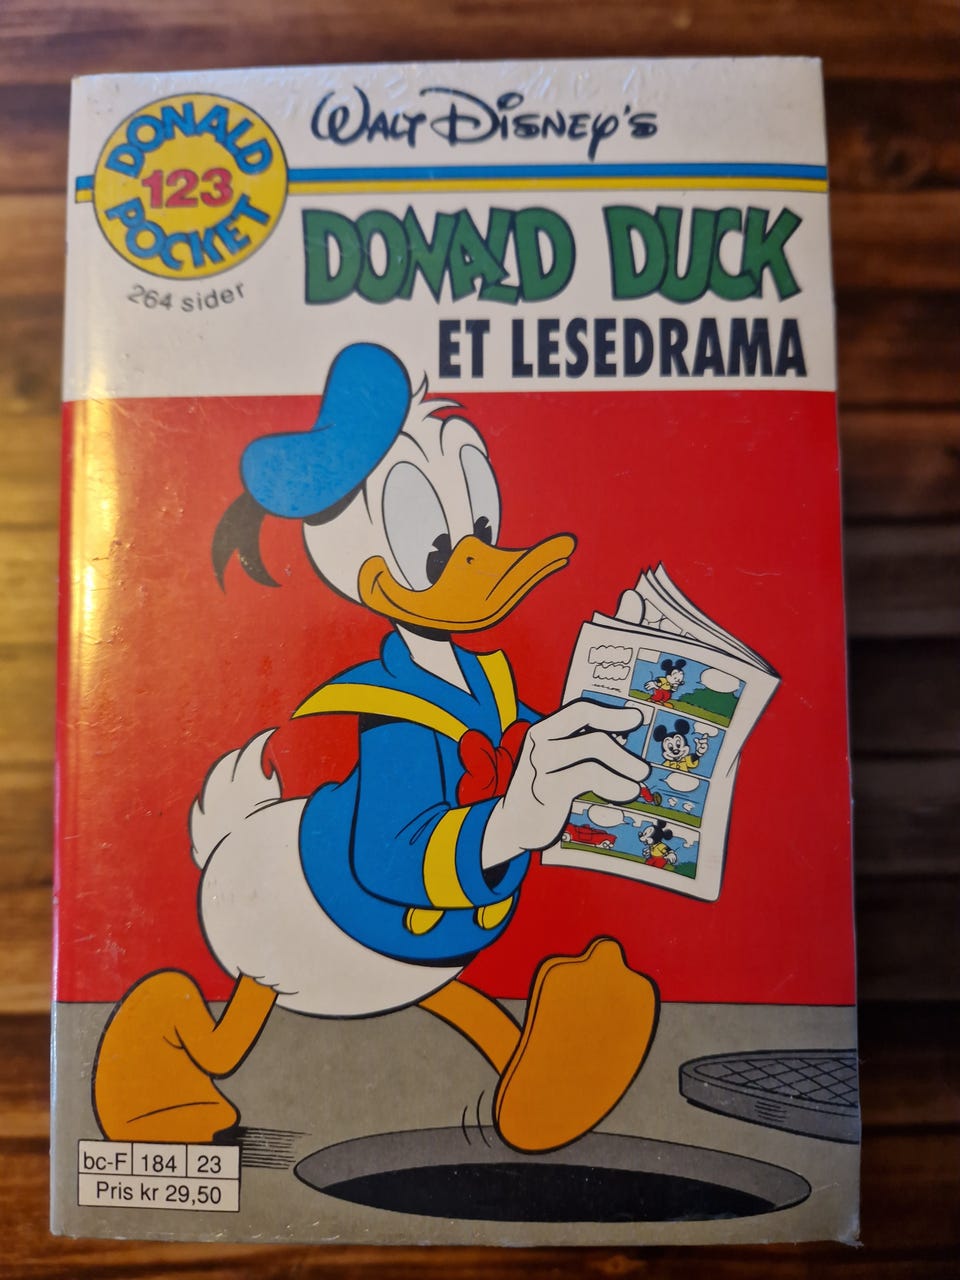 DONALD
123
POCKET
264 sider
WALT DISNEY'S
DONALD DUCK
ET LESEDRAMA
bc-F 184 23
Pris kr 29,50